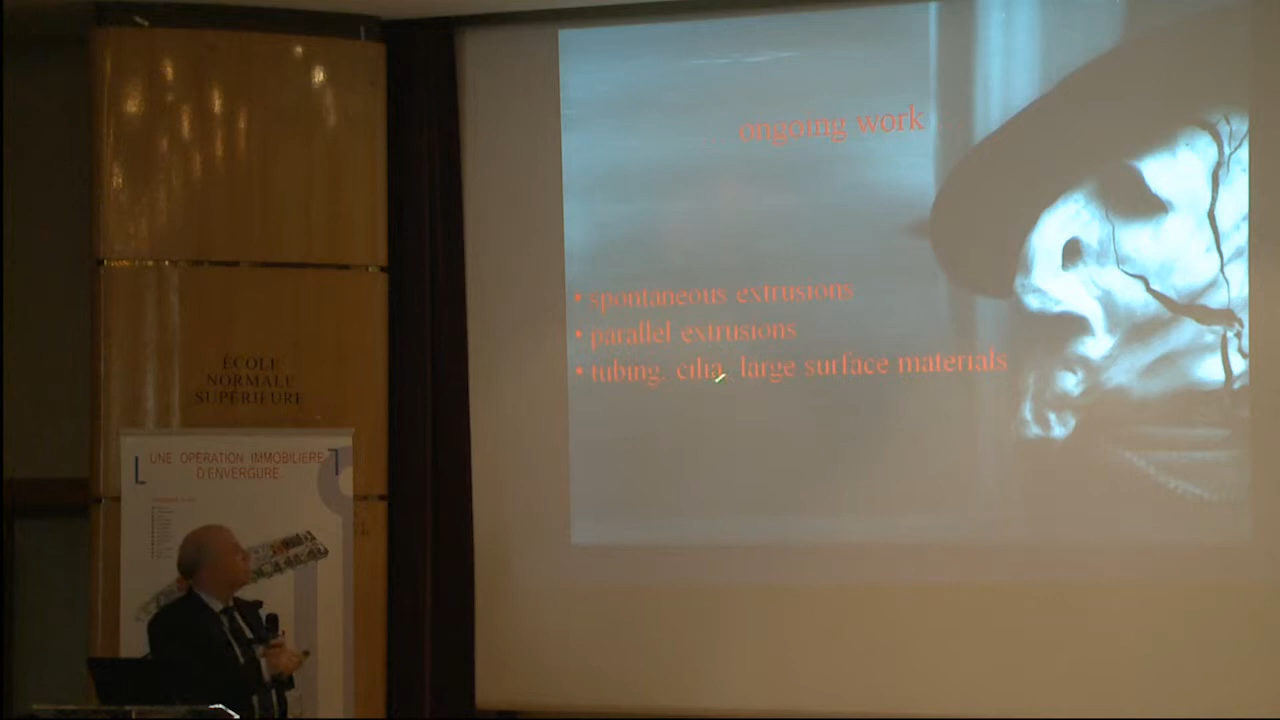 ... ongoing work ...
• spontaneous extrusions
• parallel extrusions
• tubing, cilia, large surface materials
ÉCOLE
NORMALE
SUPÉRIEURE
UNE OPERATION IMMOBILIERE
D'ENVERGURE